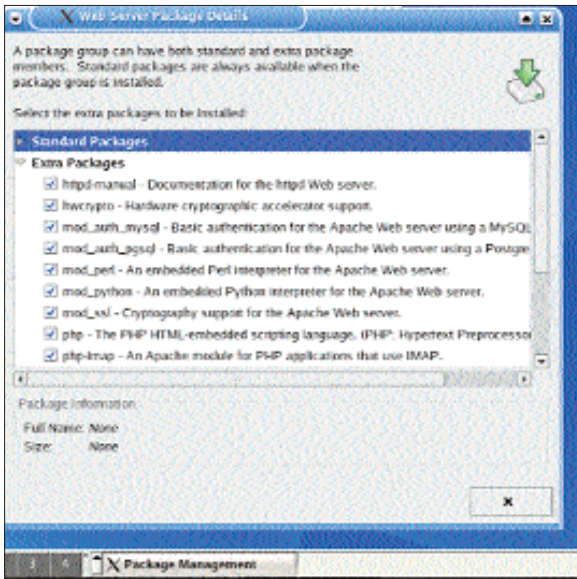 Web Server Package Details
A package group can have both standard and extra package
members. Standard packages are always available when the
package group is installed.
Select the extra packages to be installed:
Standard Packages
Extra Packages
httpd-manual - Documentation for the httpd Web server.
hwcrypto - Hardware cryptographic accelerator support.
mod_auth_mysql - Basic authentication for the Apache Web server using a MySQL
mod_auth_pgsql - Basic authentication for the Apache Web server using a Postgre
mod_perl - An embedded Perl interpreter for the Apache Web server.
mod_python - An embedded Python interpreter for the Apache Web server.
mod_ssl - Cryptography support for the Apache Web server.
php - The PHP HTML-embedded scripting language. (PHP: Hypertext Preprocessor
php-imap - An Apache module for PHP applications that use IMAP.
Package Information
Full Name: None
Size: None
3 4 Package Management